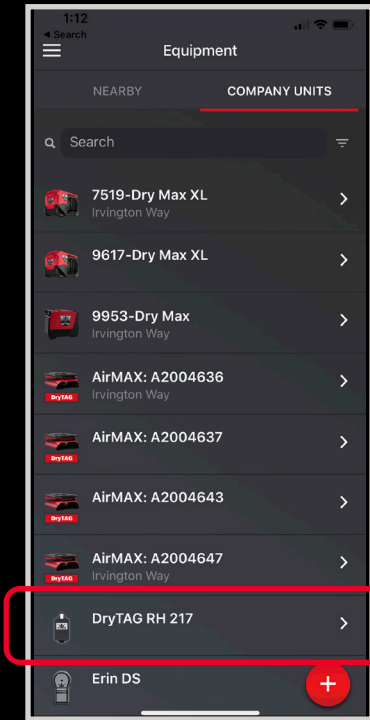 1:12
◀ Search
Equipment
NEARBY
COMPANY UNITS
Search
7519-Dry Max XL
Irvington Way
9617-Dry Max XL
9953-Dry Max
Irvington Way
AirMAX: A2004636
Irvington Way
DryTAG
AirMAX: A2004637
DryTAG
AirMAX: A2004643
DryTAG
AirMAX: A2004647
Irvington Way
DryTAG
DryTAG RH 217
Erin DS
+